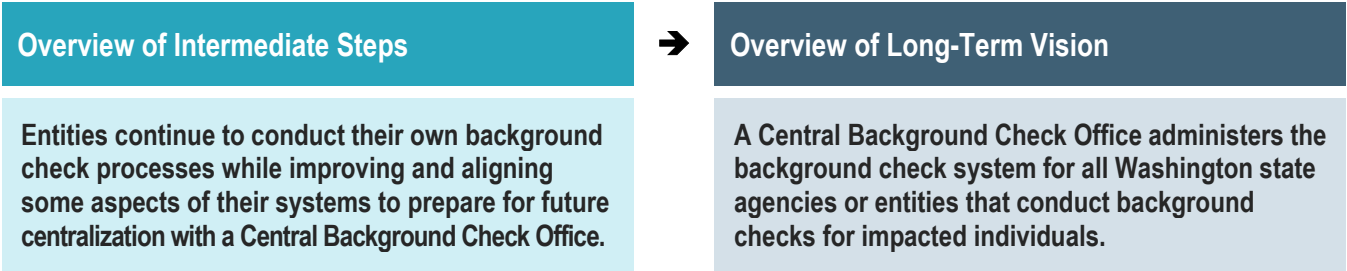 Overview of Intermediate Steps
Entities continue to conduct their own background
check processes while improving and aligning
some aspects of their systems to prepare for future
centralization with a Central Background Check Office.
➔
Overview of Long-Term Vision
A Central Background Check Office administers the
background check system for all Washington state
agencies or entities that conduct background
checks for impacted individuals.